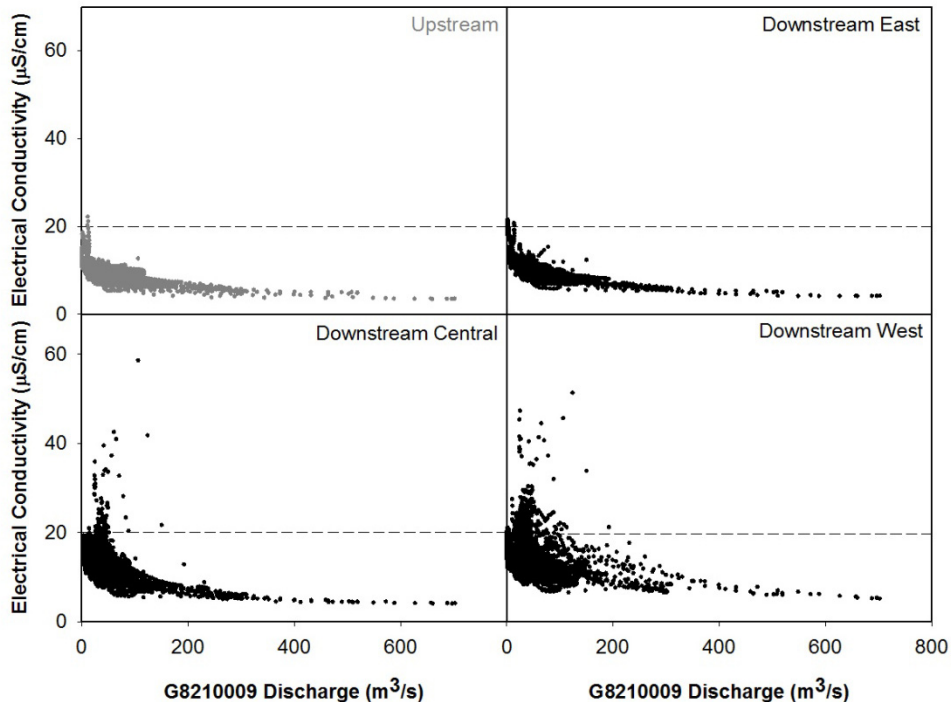 Upstream
Downstream East
60
40
20
0
Electrical Conductivity (µS/cm)
Downstream Central
Downstream West
60
40
20
0
Electrical Conductivity (µS/cm)
0 200 400 600 0 200 400 600 800
G8210009 Discharge (m³/s) G8210009 Discharge (m³/s)